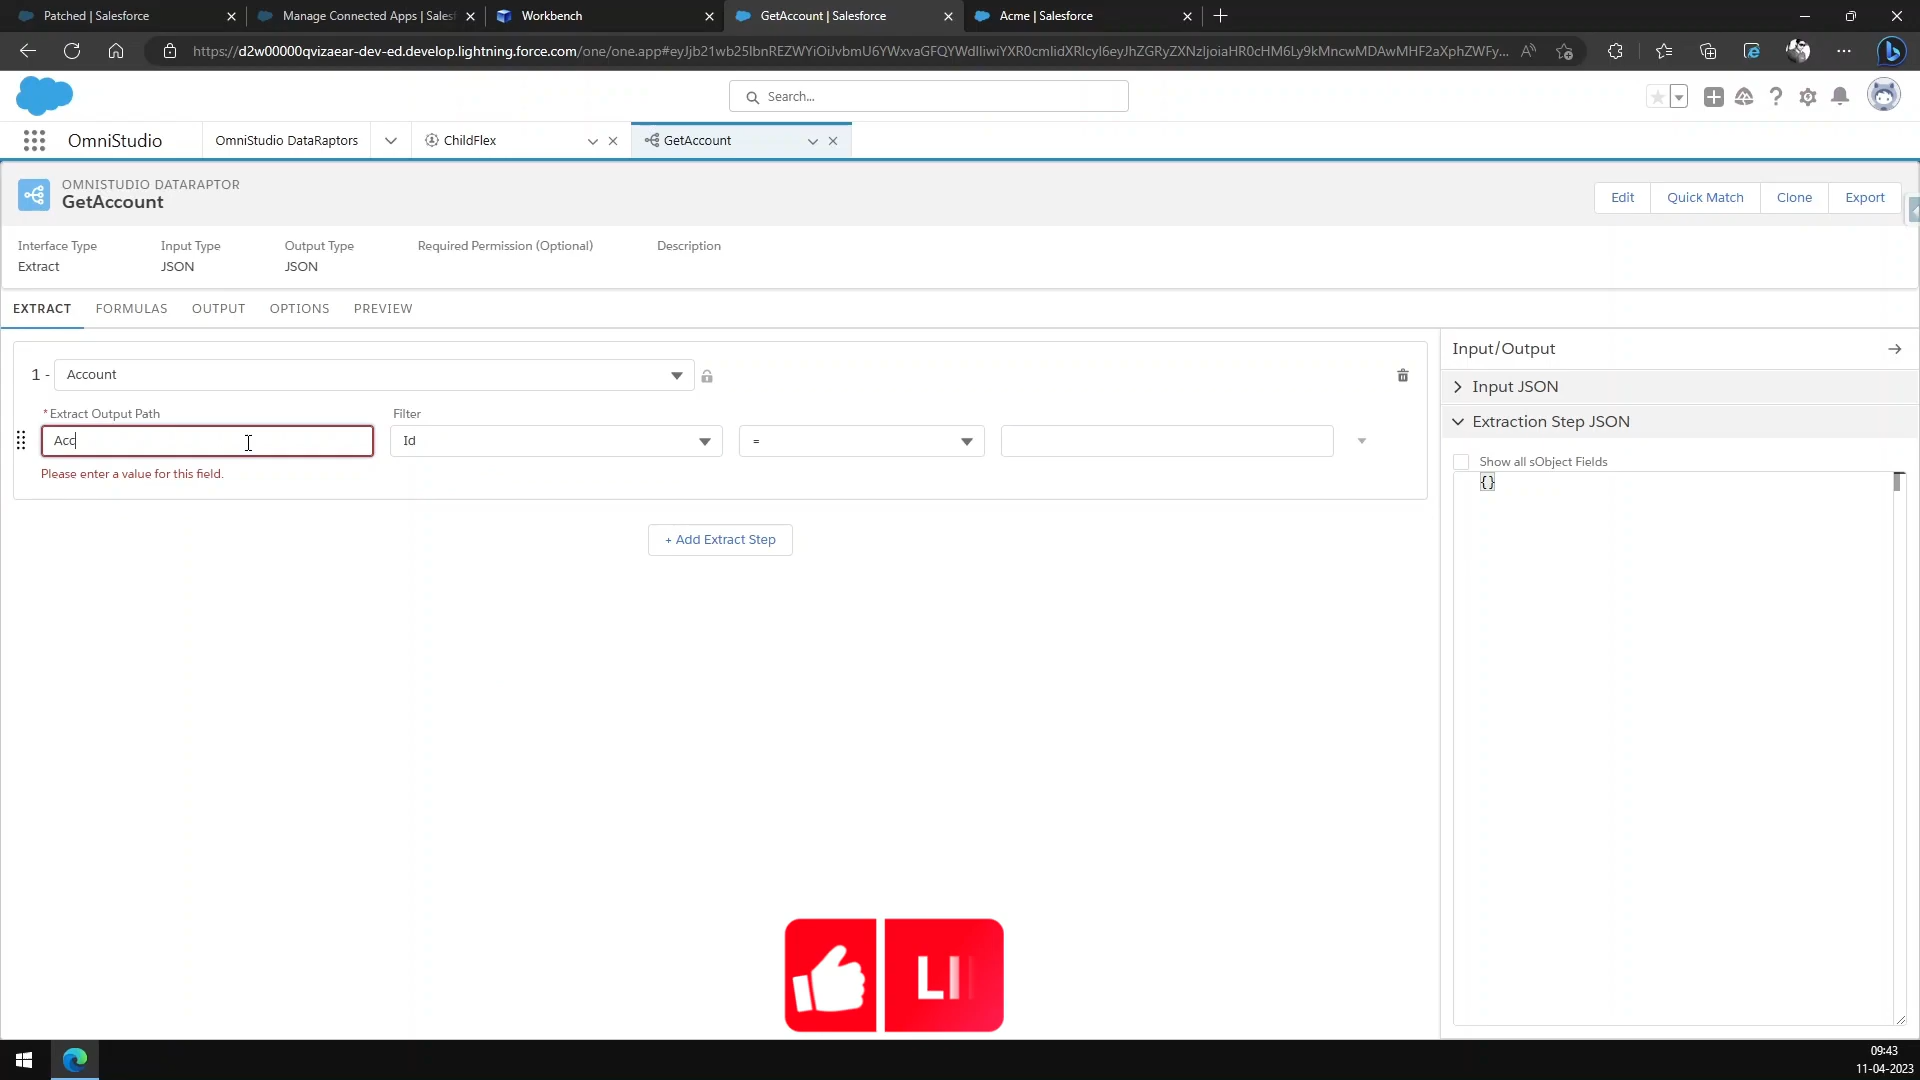 Patched | Salesforce
Manage Connected Apps | Salesf
Workbench
GetAccount | Salesforce
Acme | Salesforce
https://d2w00000qvizaear-dev-ed.develop.lightning.force.com/one/one.app#
Search...
OmniStudio
OmniStudio DataRaptors
ChildFlex
GetAccount
OMNISTUDIO DATARAPTOR
GetAccount
Edit
Quick Match
Clone
Export
Interface Type
Input Type
Output Type
Required Permission (Optional)
Description
Extract
JSON
JSON
EXTRACT
FORMULAS
OUTPUT
OPTIONS
PREVIEW
1 - Account
*Extract Output Path
Filter
Acc
Id
=
Please enter a value for this field.
+ Add Extract Step
Input/Output
Input JSON
Extraction Step JSON
Show all sObject Fields
{}
LI
09:43
11-04-2023